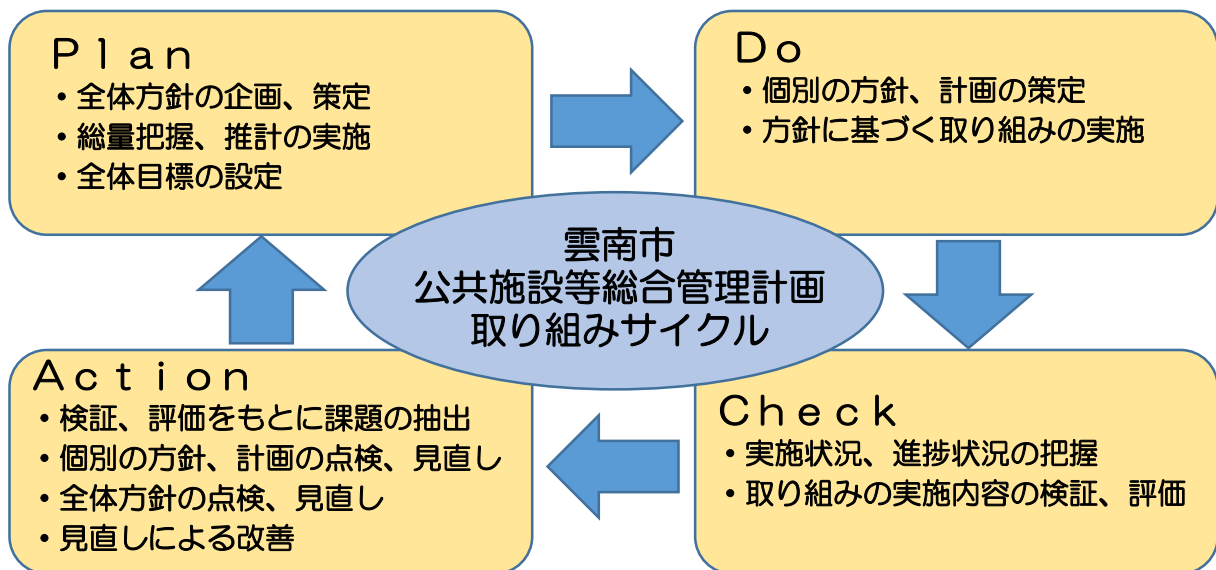 Ｐｌａｎ
・全体方針の企画、策定
・総量把握、推計の実施
・全体目標の設定
Ｄｏ
・個別の方針、計画の策定
・方針に基づく取り組みの実施
雲南市
公共施設等総合管理計画
取り組みサイクル
Ａｃｔｉｏｎ
・検証、評価をもとに課題の抽出
・個別の方針、計画の点検、見直し
・全体方針の点検、見直し
・見直しによる改善
Ｃｈｅｃｋ
・実施状況、進捗状況の把握
・取り組みの実施内容の検証、評価